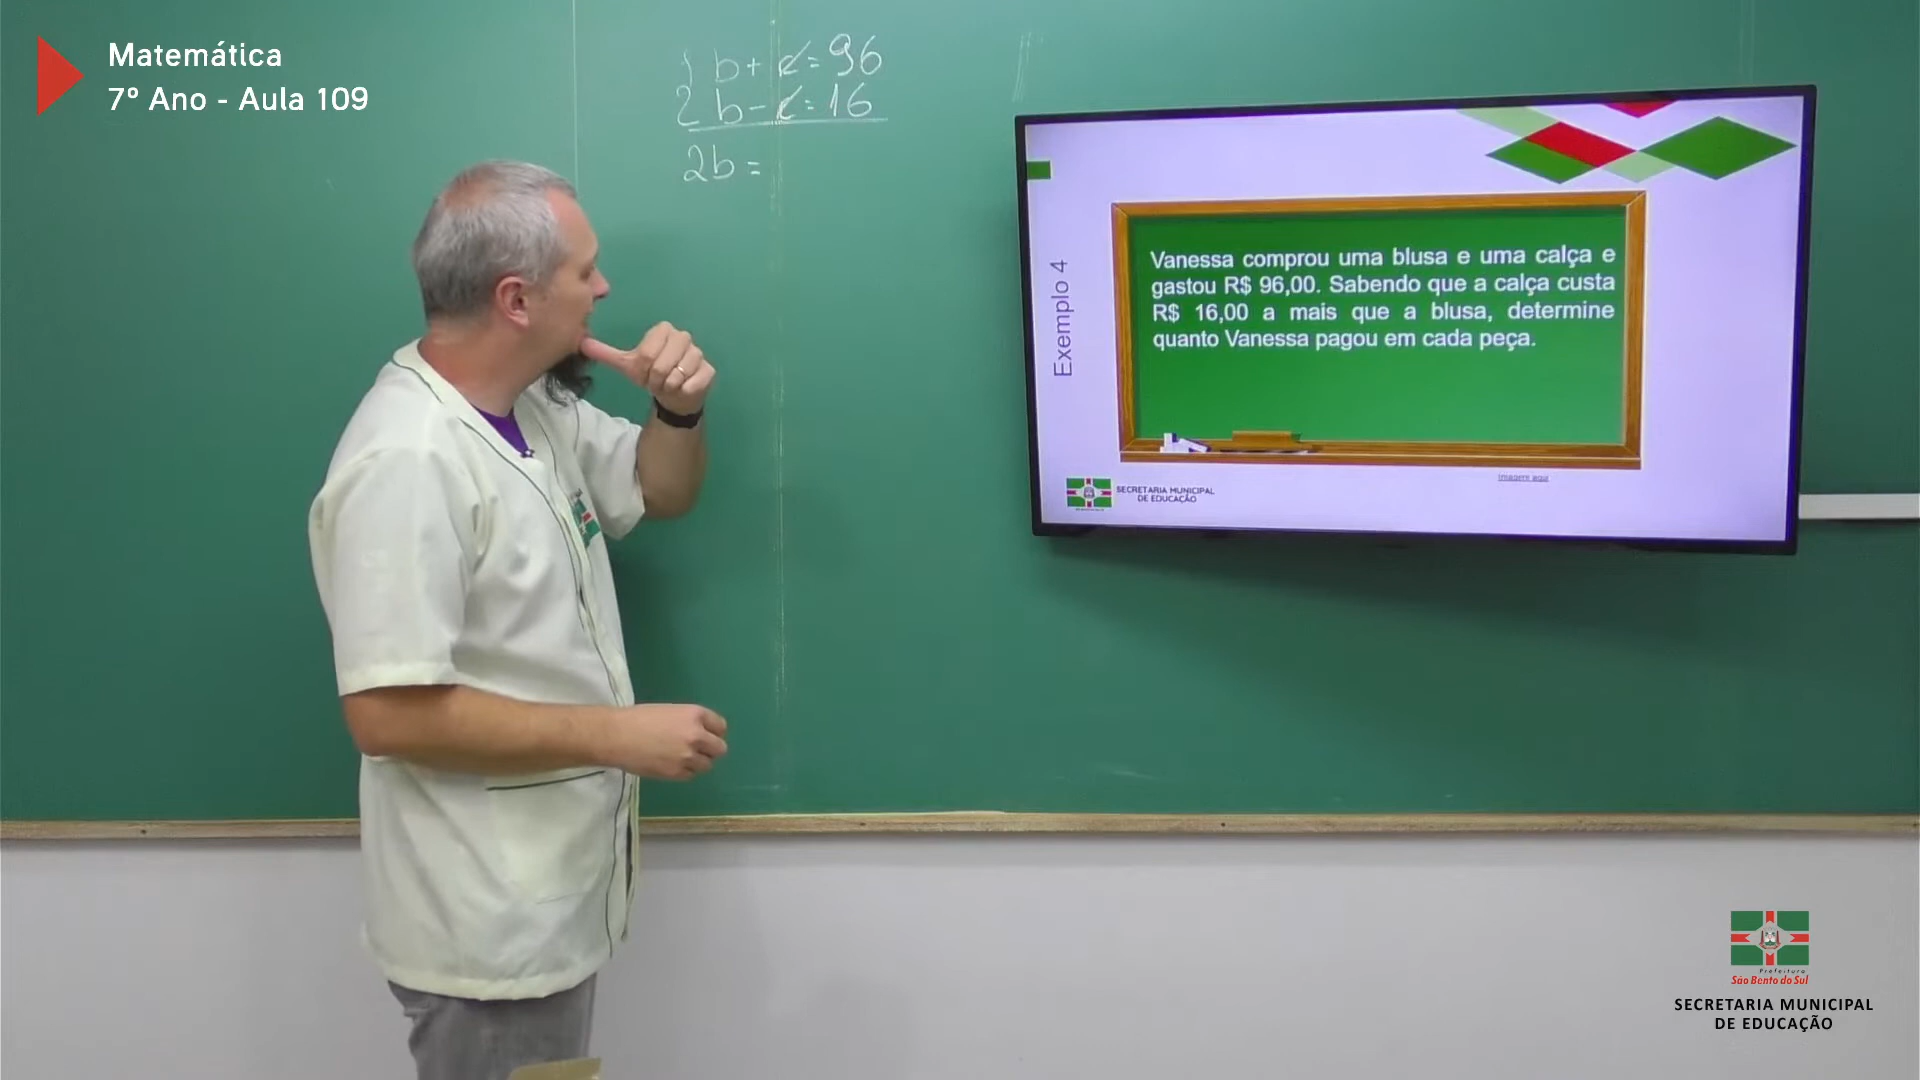 Matemática
7º Ano - Aula 109
b + c = 96
b - c = 16
2b =
Exemplo 4
Vanessa comprou uma blusa e uma calça e
gastou R$ 96,00. Sabendo que a calça custa
R$ 16,00 a mais que a blusa, determine
quanto Vanessa pagou em cada peça.
Imagem aqui
SECRETARIA MUNICIPAL
DE EDUCAÇÃO
Prefeitura
São Bento do Sul
SECRETARIA MUNICIPAL
DE EDUCAÇÃO